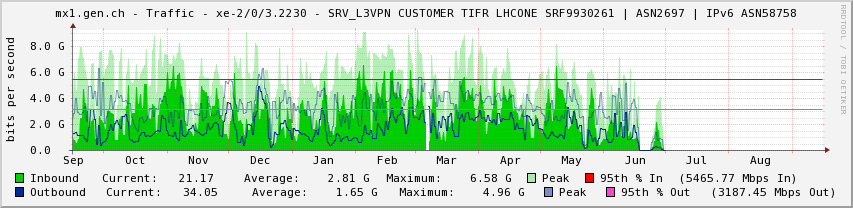 mx1.gen.ch - Traffic - xe-2/0/3.2230 - SRV_L3VPN CUSTOMER TIFR LHCONE SRF9930261 | ASN2697 | IPv6 ASN58758
RRDTOOL / TOBI OETIKER
bits per second
8.0 G
6.0 G
4.0 G
2.0 G
0.0
Sep Oct Nov Dec Jan Feb Mar Apr May Jun Jul Aug
Inbound Current: 21.17 Average: 2.81 G Maximum: 6.58 G Peak 95th % In (5465.77 Mbps In)
Outbound Current: 34.05 Average: 1.65 G Maximum: 4.96 G Peak 95th % Out (3187.45 Mbps Out)